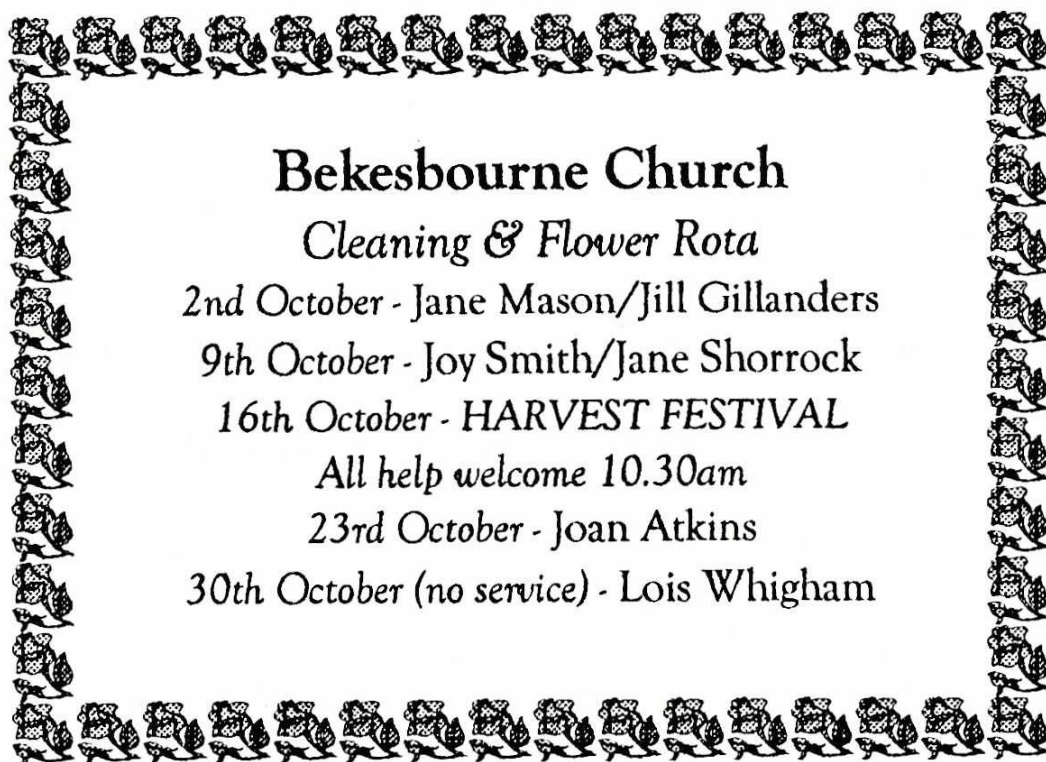 Bekesbourne Church
Cleaning & Flower Rota
2nd October - Jane Mason/Jill Gillanders
9th October - Joy Smith/Jane Shorrock
16th October - HARVEST FESTIVAL
All help welcome 10.30am
23rd October - Joan Atkins
30th October (no service) - Lois Whigham